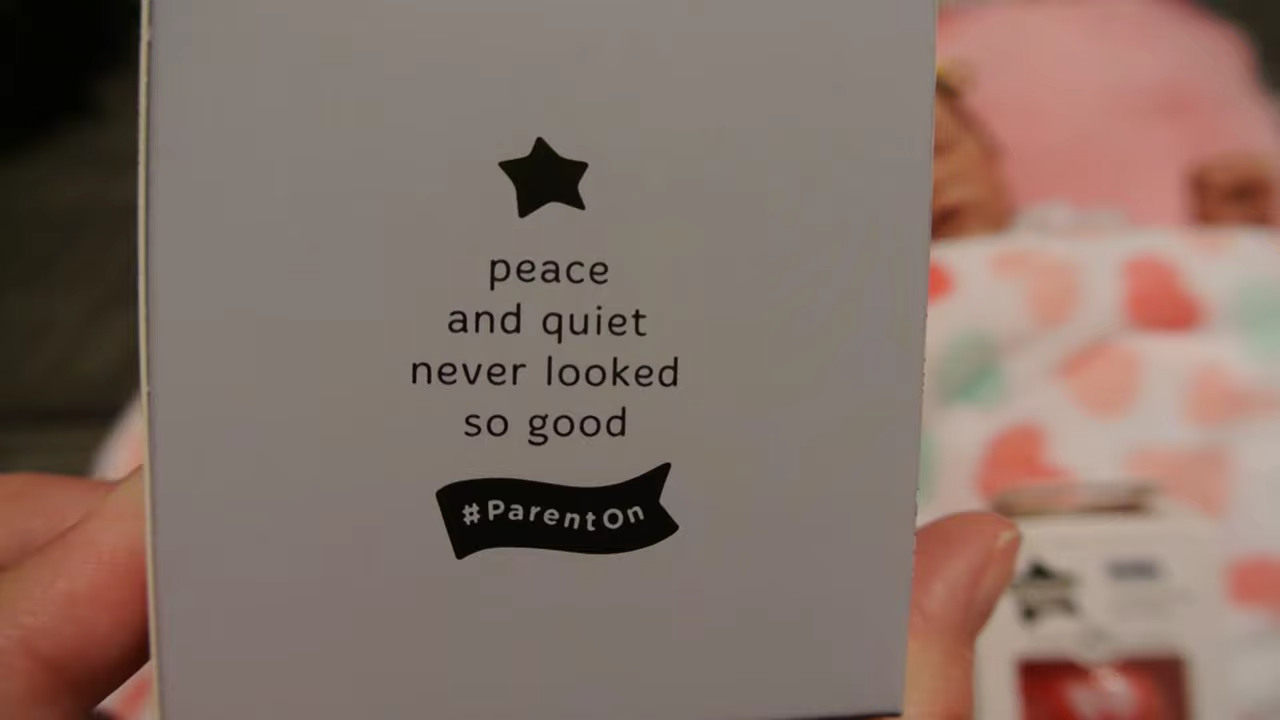 peace
and quiet
never looked
so good
#ParentOn